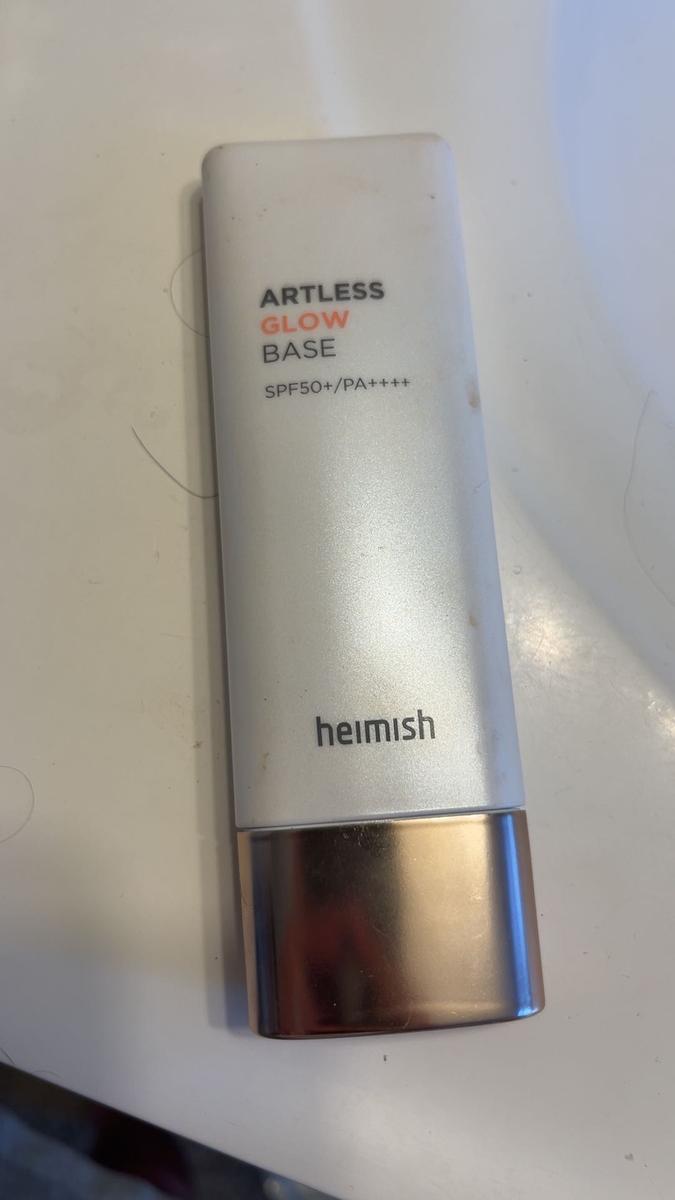 ARTLESS
GLOW
BASE
SPF50+/PA++++
heimish